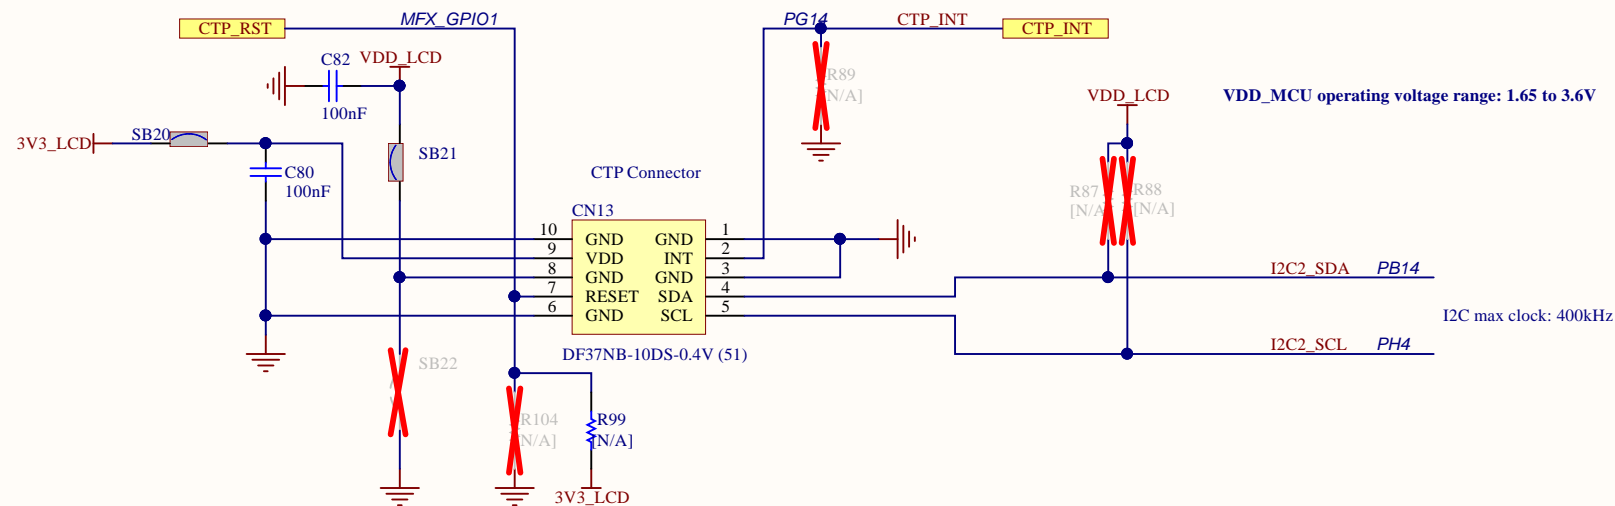 CTP_RST
MFX_GPIO1
PG14
CTP_INT
CTP_INT
C82
100nF
VDD_LCD
R89
[N/A]
VDD_LCD
VDD_MCU operating voltage range: 1.65 to 3.6V
3V3_LCD
SB20
SB21
C80
100nF
CTP Connector
R87
[N/A]
R88
[N/A]
CN13
10 GND GND 1
9 VDD INT 2
8 GND GND 3
7 RESET SDA 4
6 GND SCL 5
DF37NB-10DS-0.4V (51)
I2C2_SDA PB14
I2C max clock: 400kHz
I2C2_SCL PH4
SB22
R104
[N/A]
R99
[N/A]
3V3_LCD